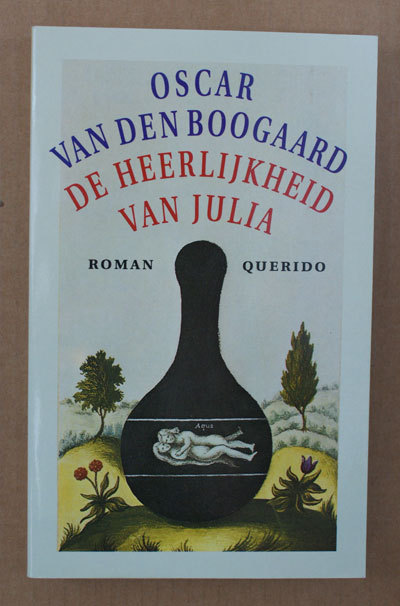 OSCAR
VAN DEN BOOGAARD
DE HEERLIJKHEID
VAN JULIA
ROMAN QUERIDO
Aqua